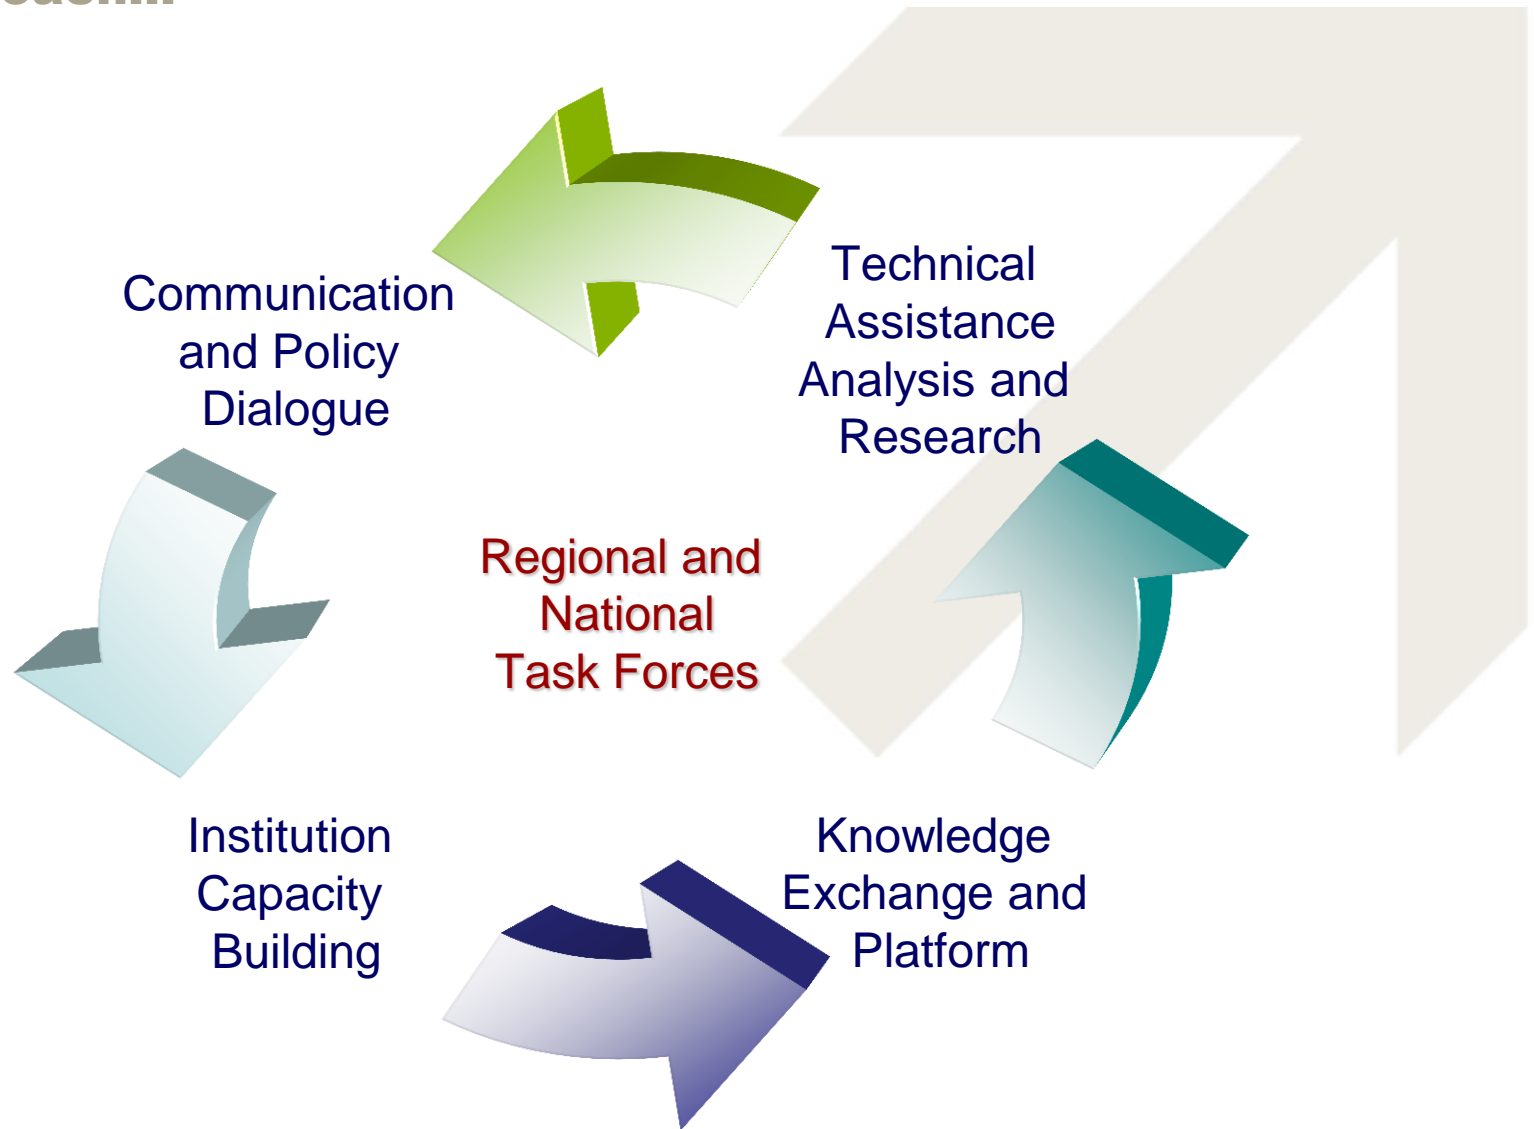 Communication
and Policy
Dialogue
Technical
Assistance
Analysis and
Research
Regional and
National
Task Forces
Institution
Capacity
Building
Knowledge
Exchange and
Platform